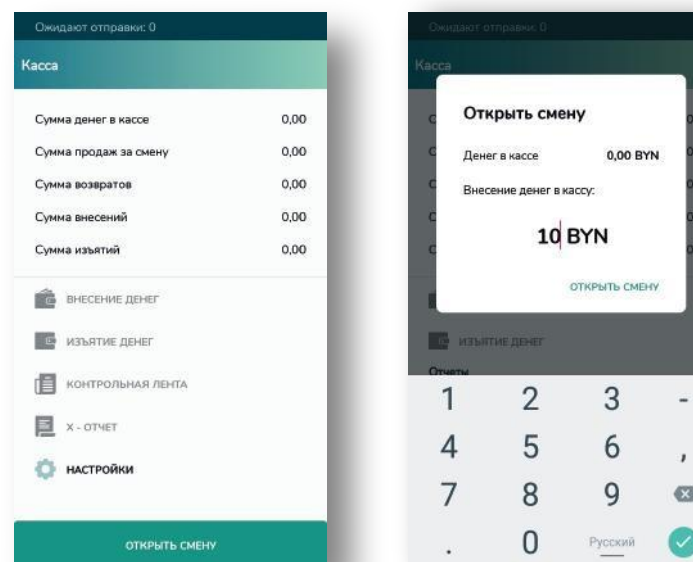 Ожидают отправки: 0
Касса
Сумма денег в кассе 0,00
Сумма продаж за смену 0,00
Сумма возвратов 0,00
Сумма внесений 0,00
Сумма изъятий 0,00
ВНЕСЕНИЕ ДЕНЕГ
ИЗЪЯТИЕ ДЕНЕГ
КОНТРОЛЬНАЯ ЛЕНТА
X - ОТЧЕТ
НАСТРОЙКИ
ОТКРЫТЬ СМЕНУ
Ожидают отправки: 0
Касса
Открыть смену
Денег в кассе 0,00 BYN
Внесение денег в кассу:
10 BYN
ОТКРЫТЬ СМЕНУ
ИЗЪЯТИЕ ДЕНЕГ
Отчеты
1 2 3 -
4 5 6 ,
7 8 9
. 0 Русский